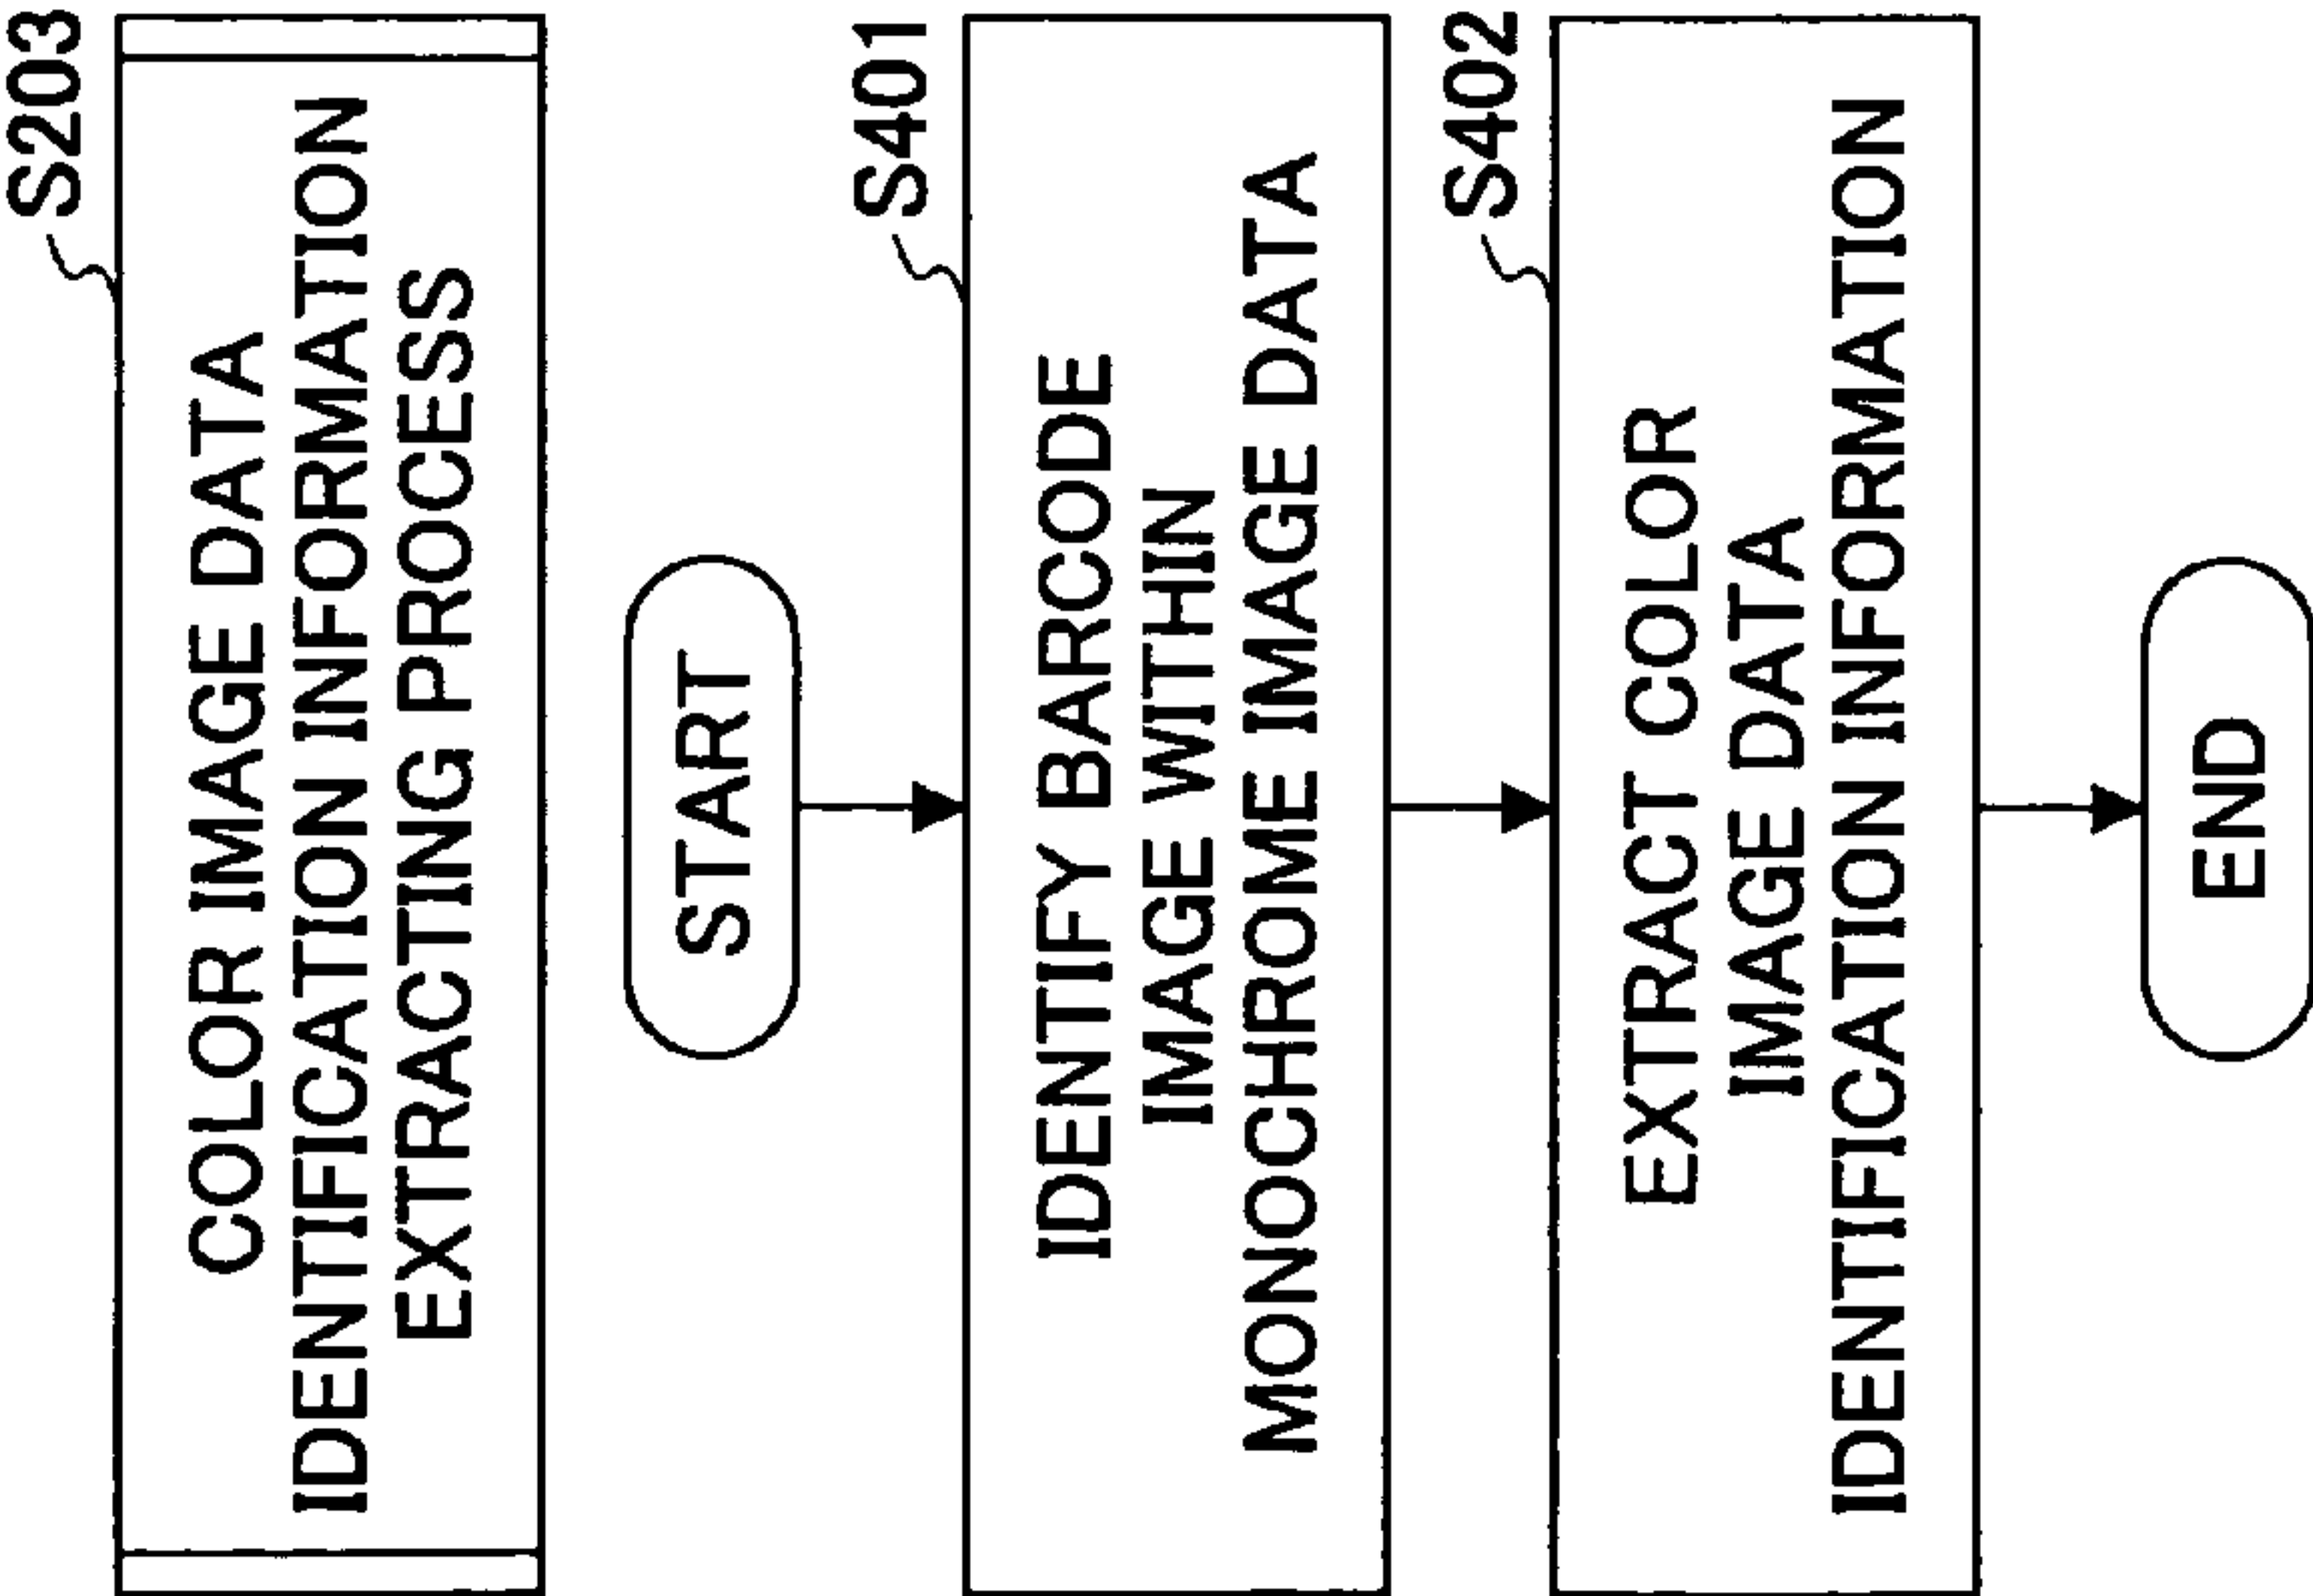 S203
COLOR IMAGE DATA
IDENTIFICATION INFORMATION
EXTRACTING PROCESS
START
S401
IDENTIFY BARCODE
IMAGE WITHIN
MONOCHROME IMAGE DATA
S402
EXTRACT COLOR
IMAGE DATA
IDENTIFICATION INFORMATION
END